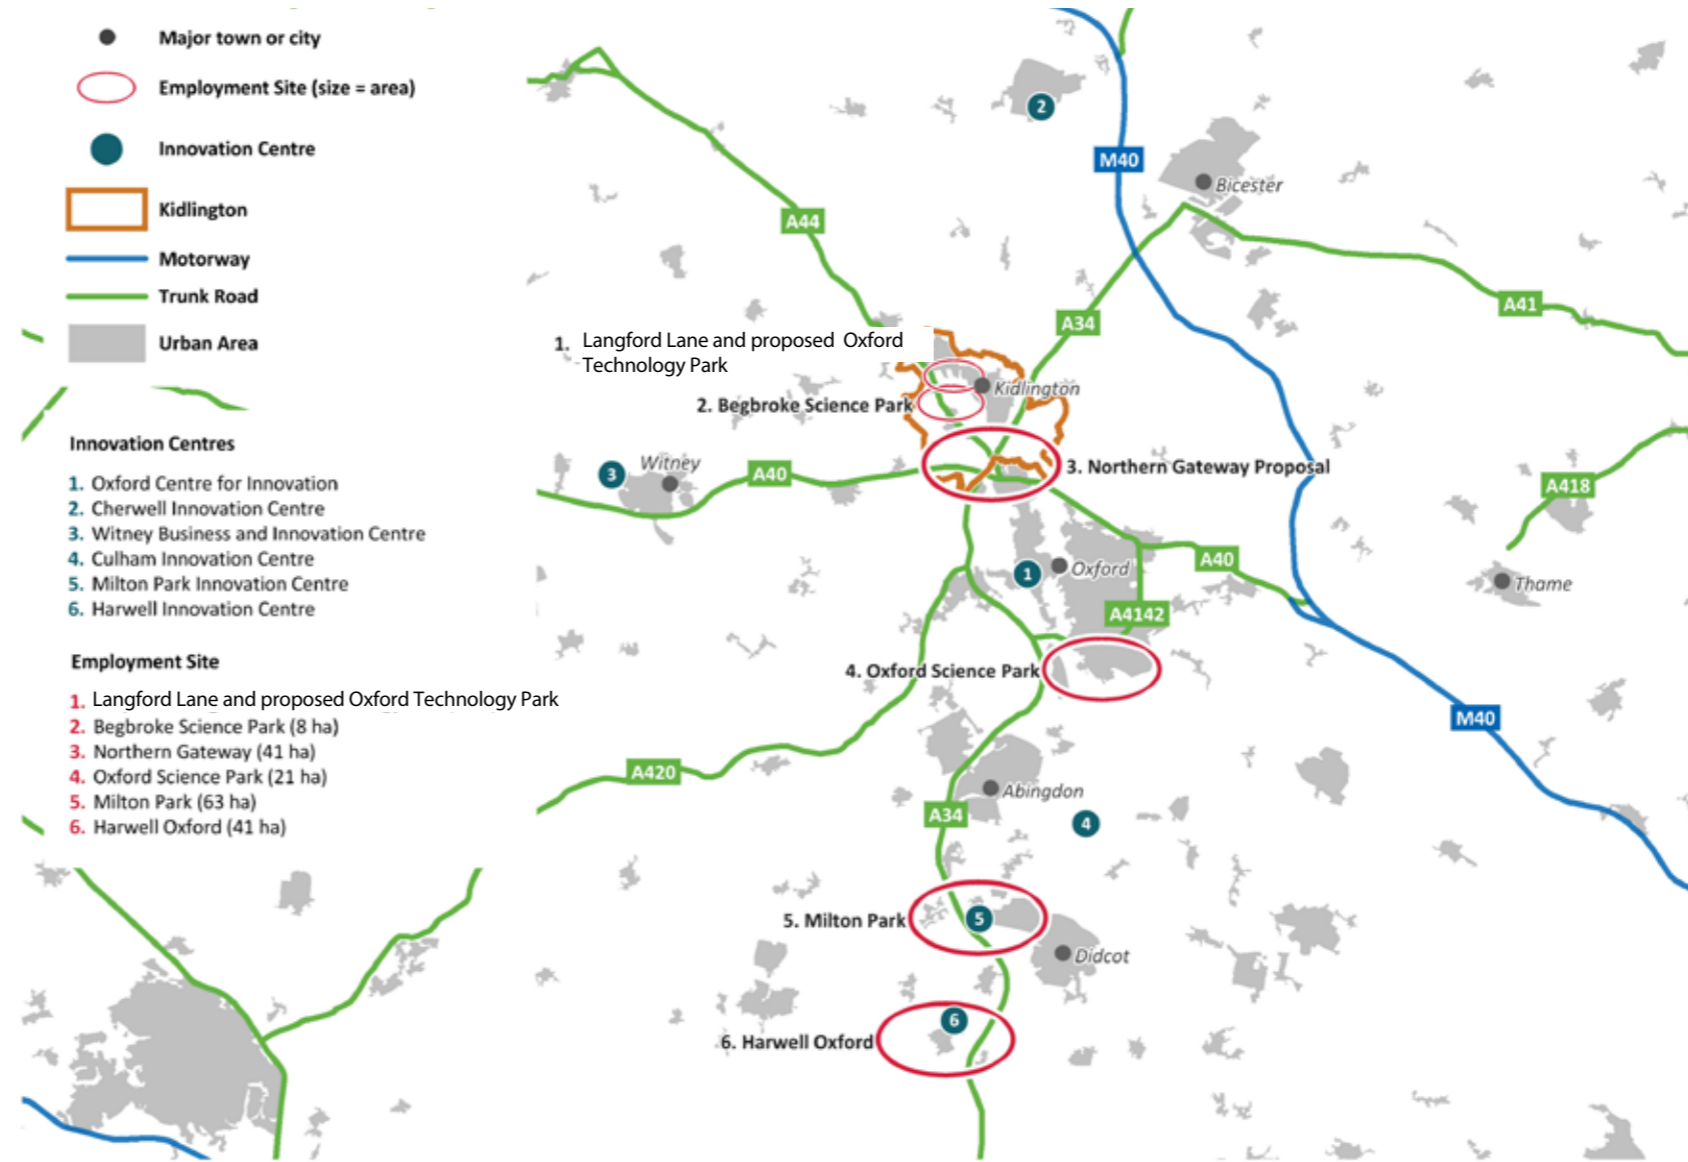 Major town or city
Employment Site (size = area)
Innovation Centre
Kidlington
Motorway
Trunk Road
Urban Area
Innovation Centres
1. Oxford Centre for Innovation
2. Cherwell Innovation Centre
3. Witney Business and Innovation Centre
4. Culham Innovation Centre
5. Milton Park Innovation Centre
6. Harwell Innovation Centre
Employment Site
1. Langford Lane and proposed Oxford Technology Park
2. Begbroke Science Park (8 ha)
3. Northern Gateway (41 ha)
4. Oxford Science Park (21 ha)
5. Milton Park (63 ha)
6. Harwell Oxford (41 ha)
2
M40
Bicester
A44
A41
A34
1. Langford Lane and proposed Oxford
Technology Park
Kidlington
2. Begbroke Science Park
3. Northern Gateway Proposal
3
Witney
A40
A418
A40
1
Oxford
Thame
A4142
4. Oxford Science Park
M40
A420
Abingdon
A34
4
5. Milton Park
5
Didcot
6
6. Harwell Oxford